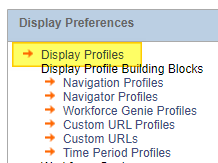 Display Preferences
Display Profiles
Display Profile Building Blocks
Navigation Profiles
Navigator Profiles
Workforce Genie Profiles
Custom URL Profiles
Custom URLs
Time Period Profiles